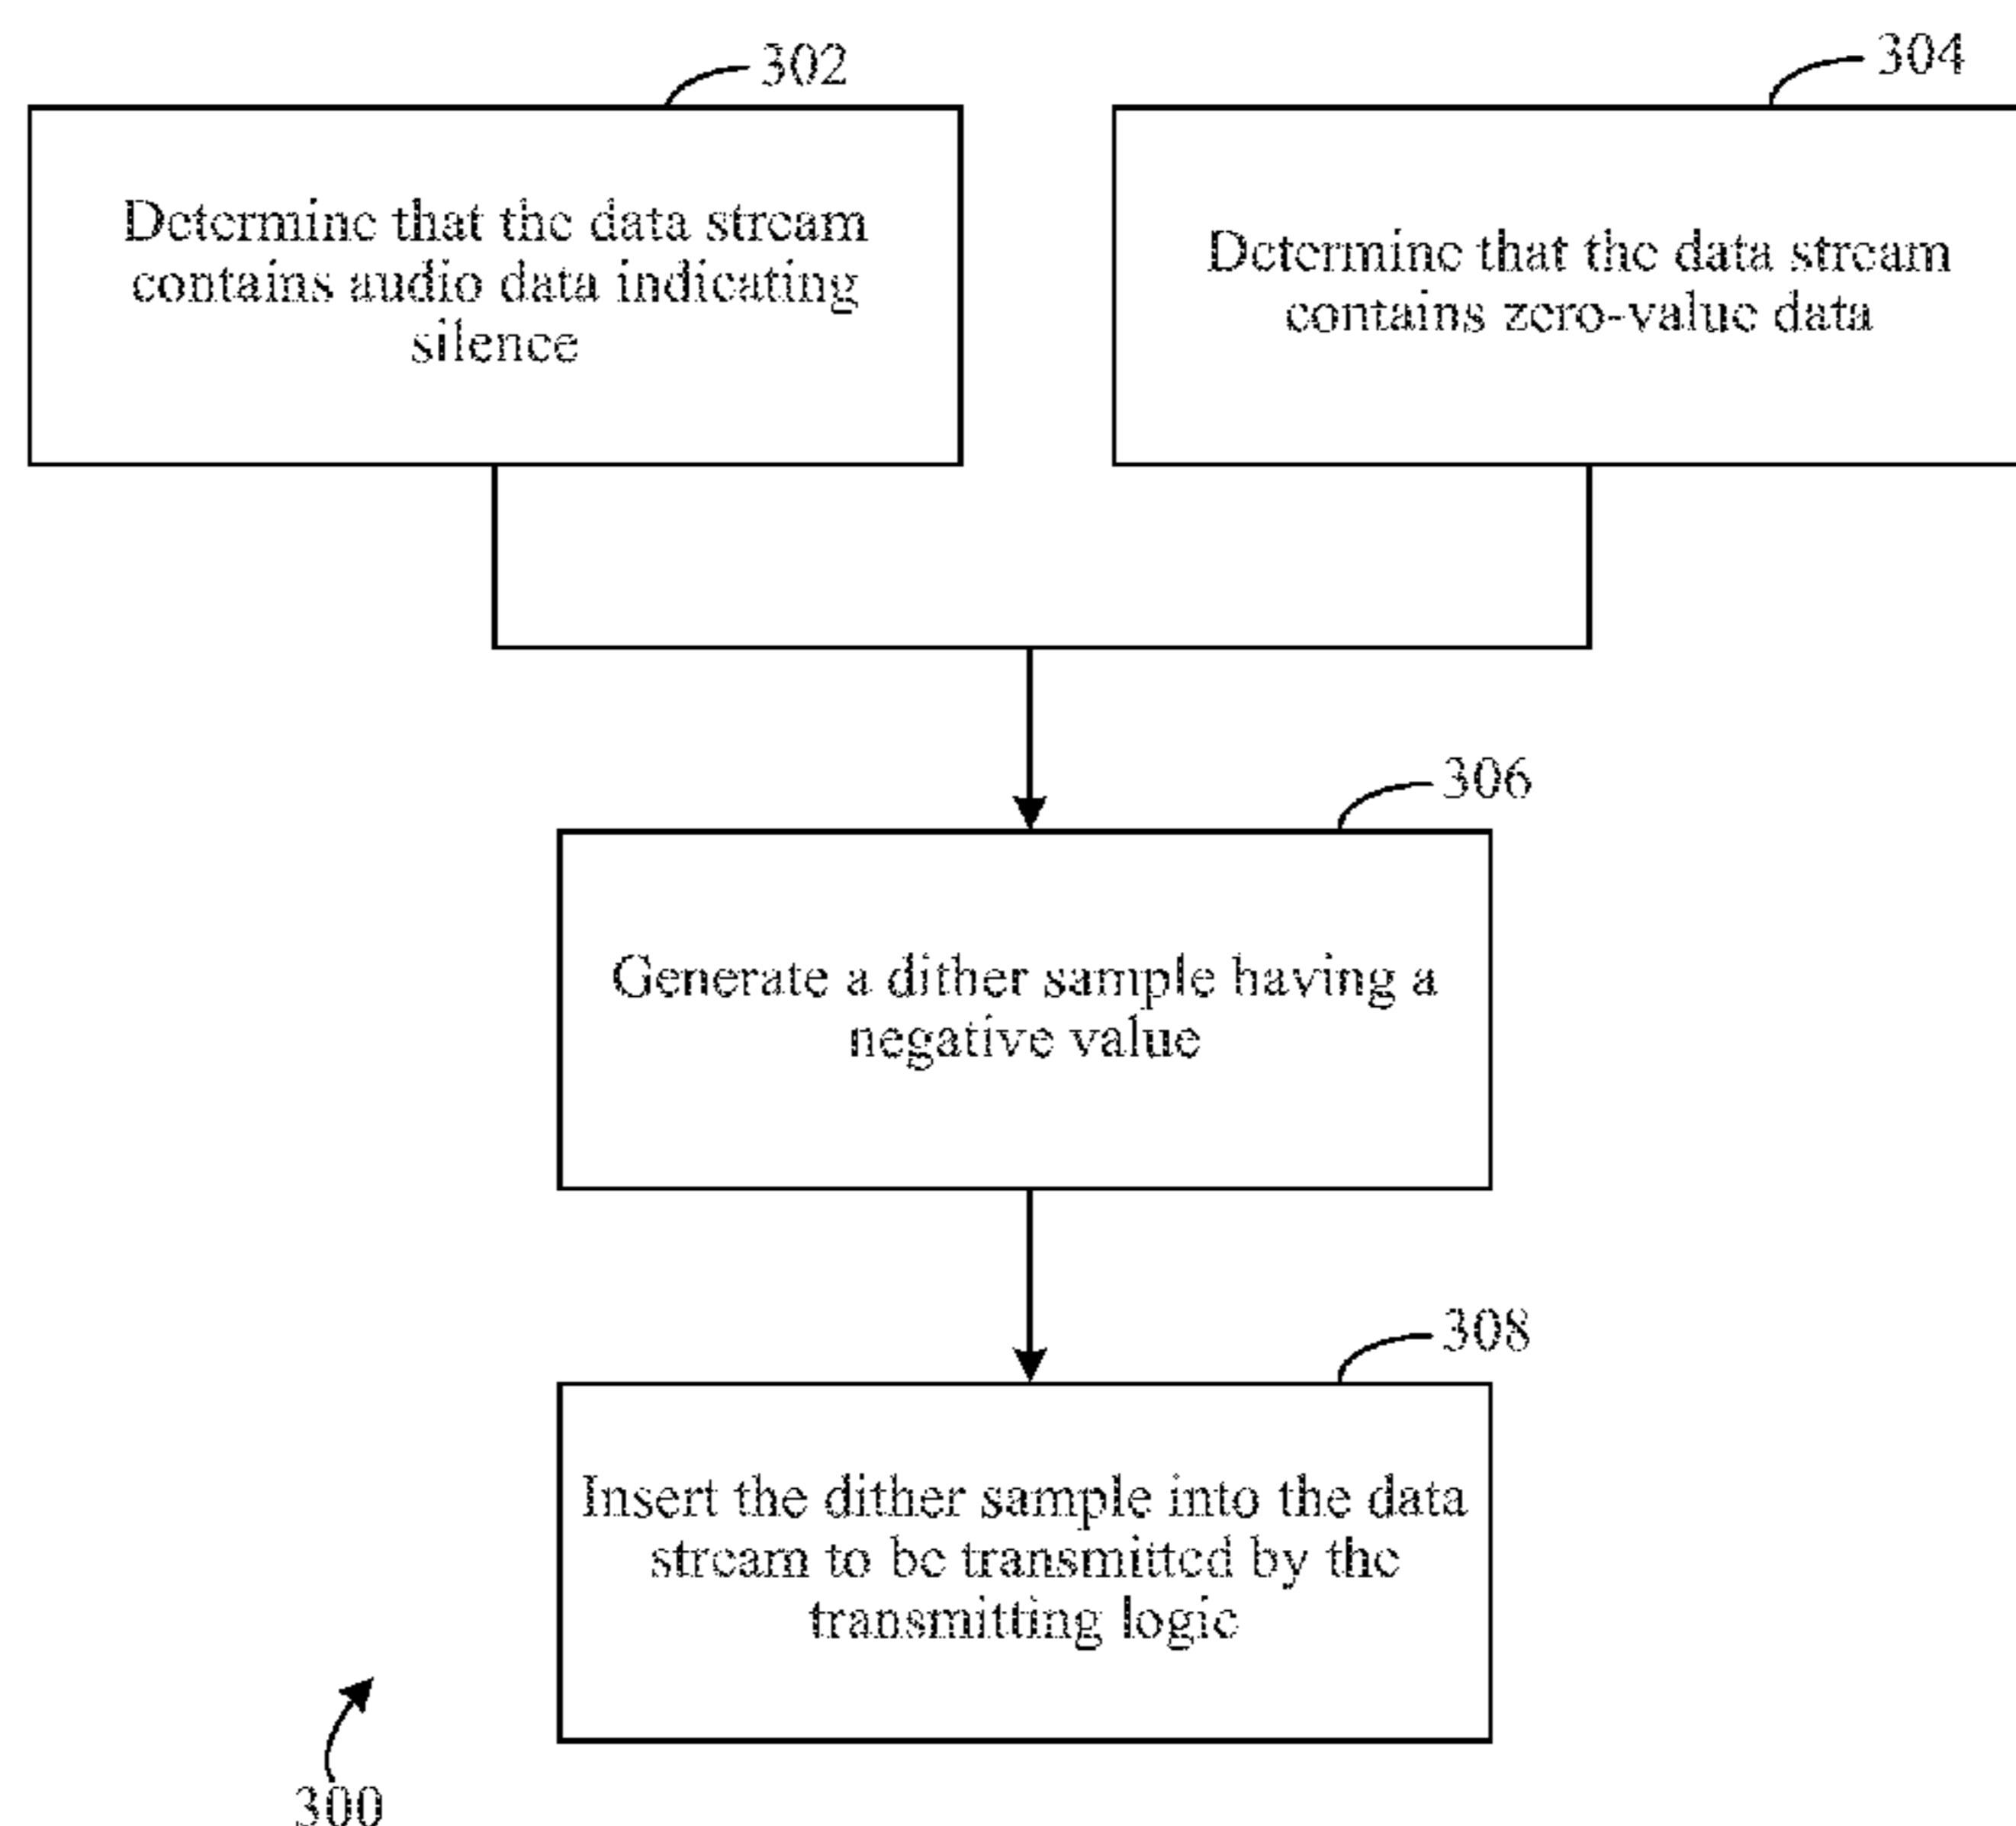 302
304
Determine that the data stream
contains audio data indicating
silence
Determine that the data stream
contains zero-value data
306
Generate a dither sample having a
negative value
308
Insert the dither sample into the data
stream to be transmitted by the
transmitting logic
300